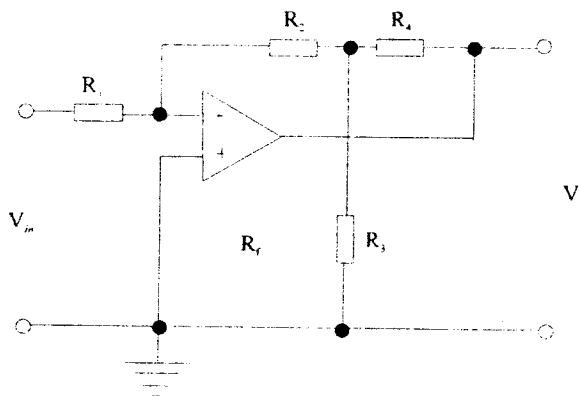 R₂
R₄
R₁
-
+
V
V_in
R_f
R₃